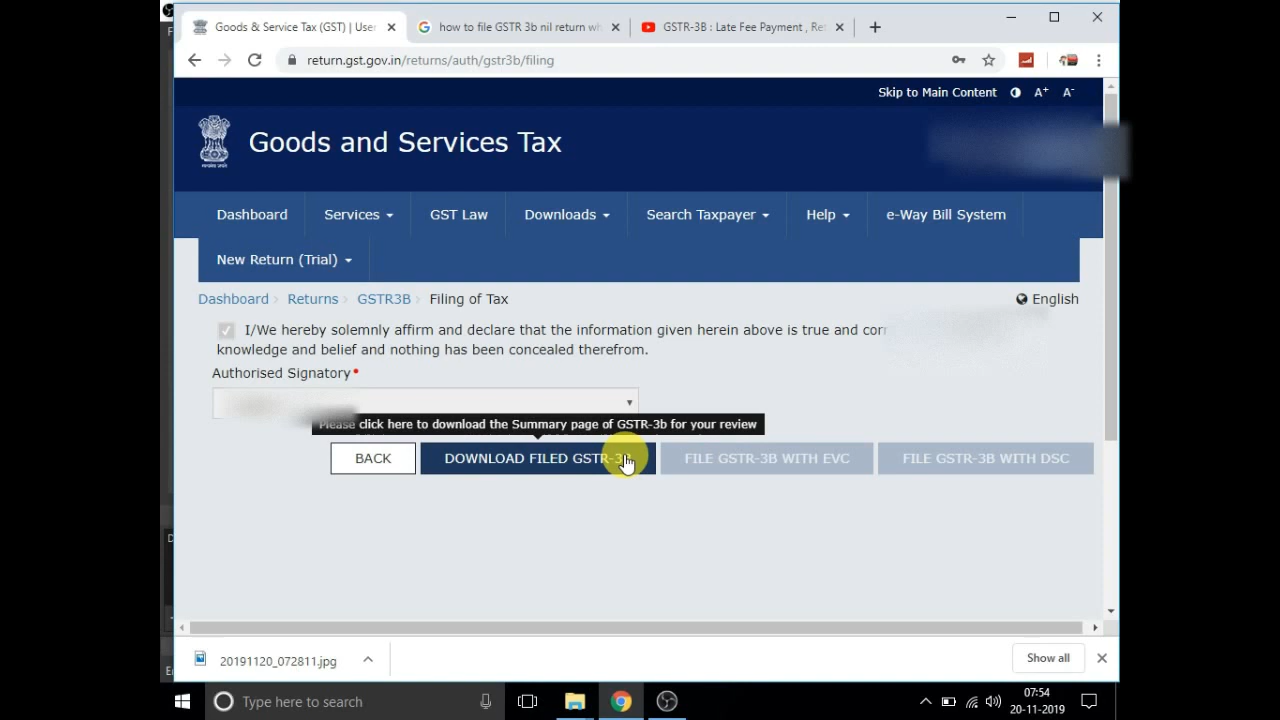 Goods & Service Tax (GST) | User
how to file GSTR 3b nil return wh
GSTR-3B : Late Fee Payment , Ret
return.gst.gov.in/returns/auth/gstr3b/filing
Skip to Main Content A+ A-
Goods and Services Tax
Dashboard Services GST Law Downloads Search Taxpayer Help e-Way Bill System
New Return (Trial)
Dashboard Returns GSTR3B Filing of Tax English
I/We hereby solemnly affirm and declare that the information given herein above is true and corr
knowledge and belief and nothing has been concealed therefrom.
Authorised Signatory•
Please click here to download the Summary page of GSTR-3b for your review
BACK DOWNLOAD FILED GSTR-3B FILE GSTR-3B WITH EVC FILE GSTR-3B WITH DSC
20191120_072811.jpg Show all
Type here to search 07:54
20-11-2019